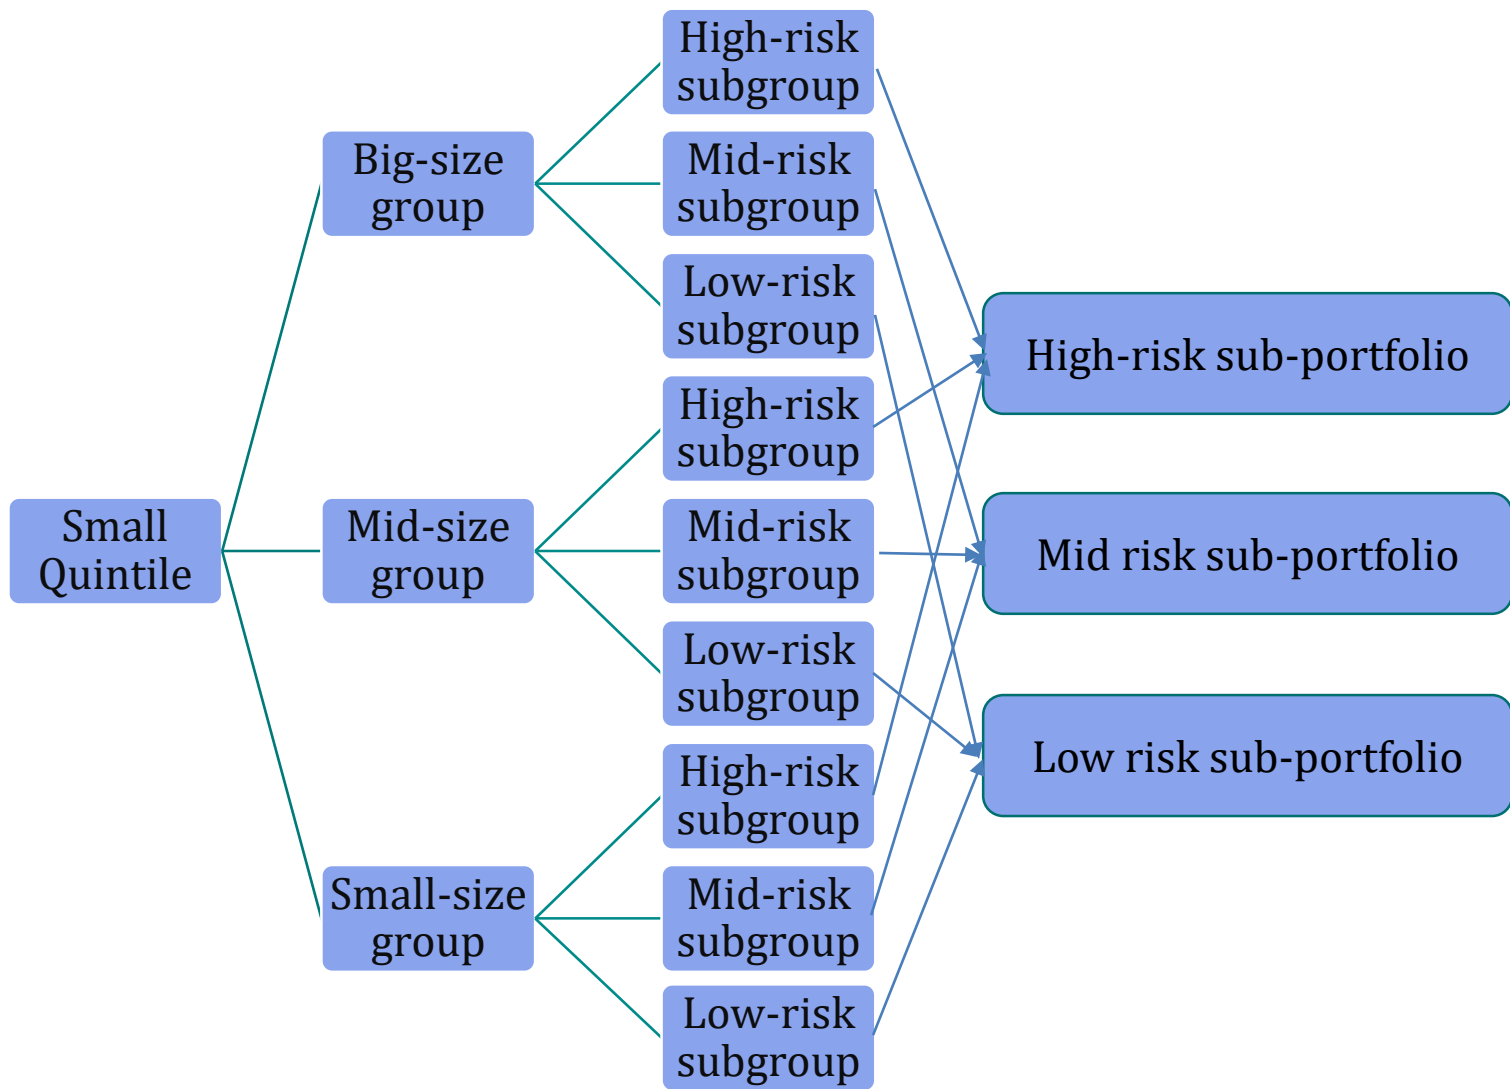 Small
Quintile
Big-size
group
Mid-size
group
Small-size
group
High-risk
subgroup
Mid-risk
subgroup
Low-risk
subgroup
High-risk
subgroup
Mid-risk
subgroup
Low-risk
subgroup
High-risk
subgroup
Mid-risk
subgroup
Low-risk
subgroup
High-risk sub-portfolio
Mid risk sub-portfolio
Low risk sub-portfolio